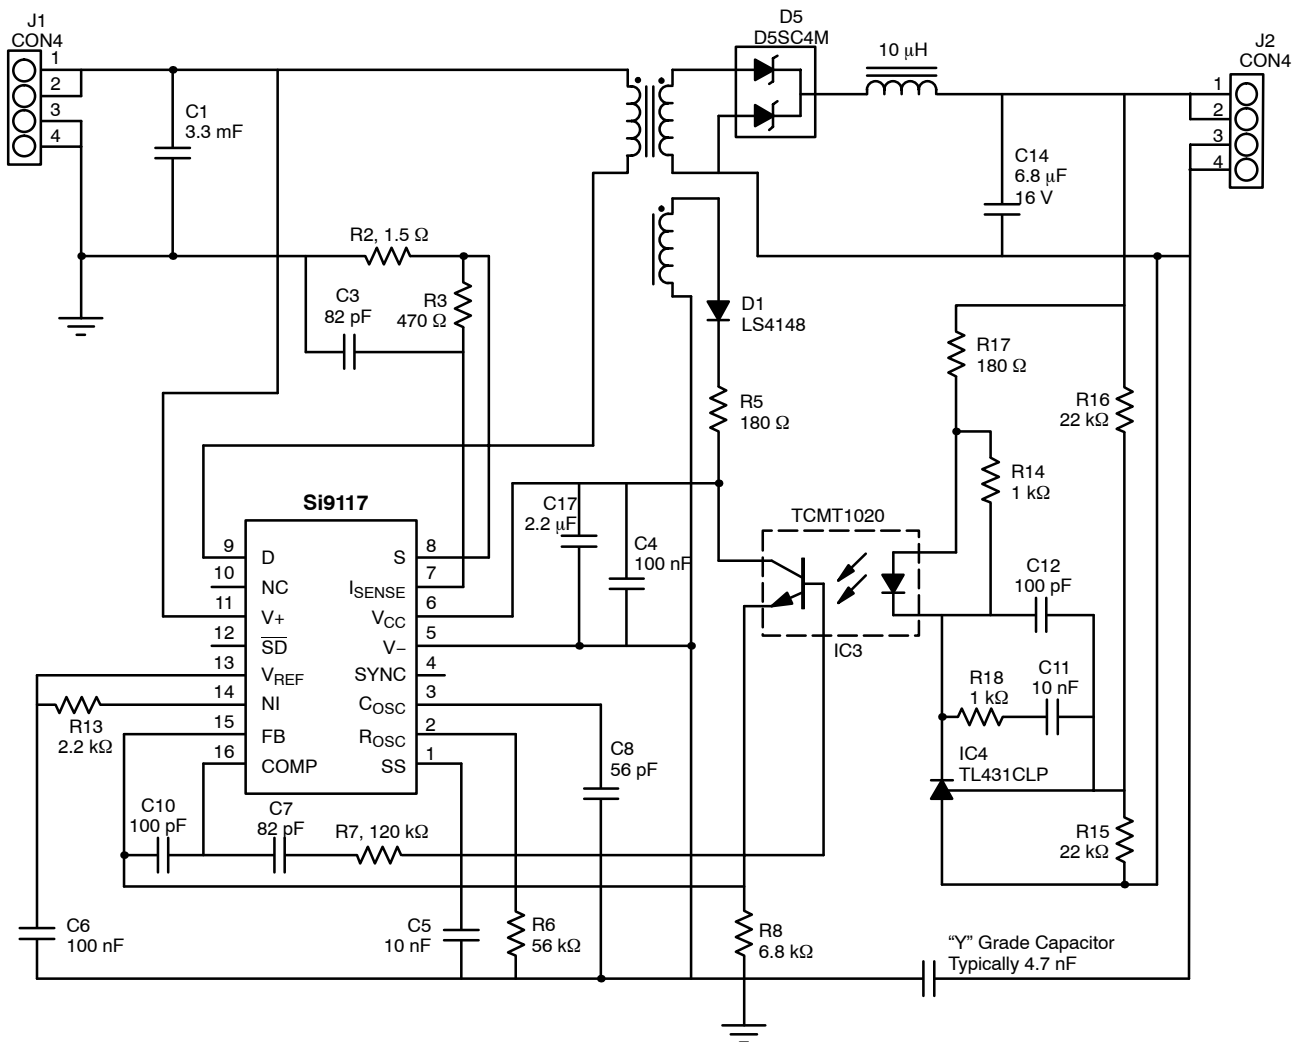 J1
CON4
1
2
3
4
C1
3.3 mF
D5
D5SC4M
10 μH
J2
CON4
1
2
3
4
C14
6.8 μF
16 V
R2, 1.5 Ω
C3
82 pF
R3
470 Ω
D1
LS4148
R5
180 Ω
R17
180 Ω
R16
22 kΩ
R14
1 kΩ
Si9117
9
D
10
NC
11
V+
12
SD
13
VREF
14
NI
15
FB
16
COMP
8
S
7
ISENSE
6
VCC
5
V−
4
SYNC
3
COSC
2
ROSC
1
SS
C17
2.2 μF
C4
100 nF
TCMT1020
IC3
C12
100 pF
R18
1 kΩ
C11
10 nF
IC4
TL431CLP
R13
2.2 kΩ
C8
56 pF
C10
100 pF
C7
82 pF
R7, 120 kΩ
R15
22 kΩ
C6
100 nF
C5
10 nF
R6
56 kΩ
R8
6.8 kΩ
“Y” Grade Capacitor
Typically 4.7 nF